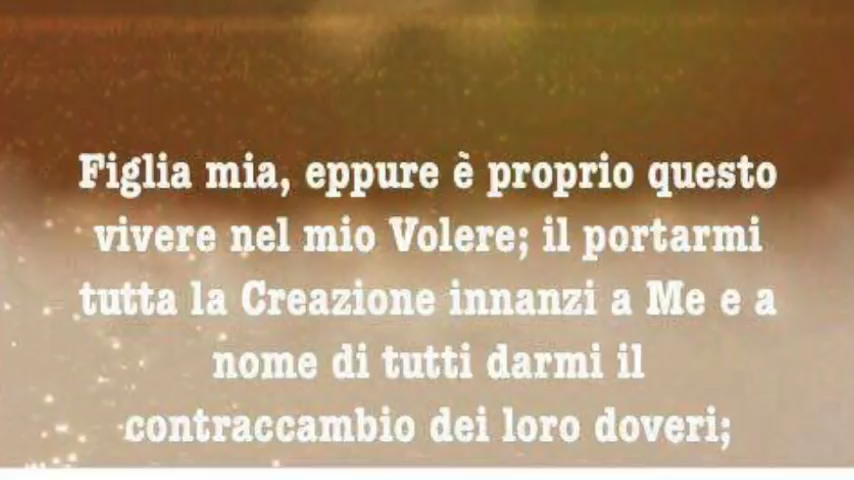 Figlia mia, eppure è proprio questo
vivere nel mio Volere; il portarmi
tutta la Creazione innanzi a Me e a
nome di tutti darmi il
contraccambio dei loro doveri;